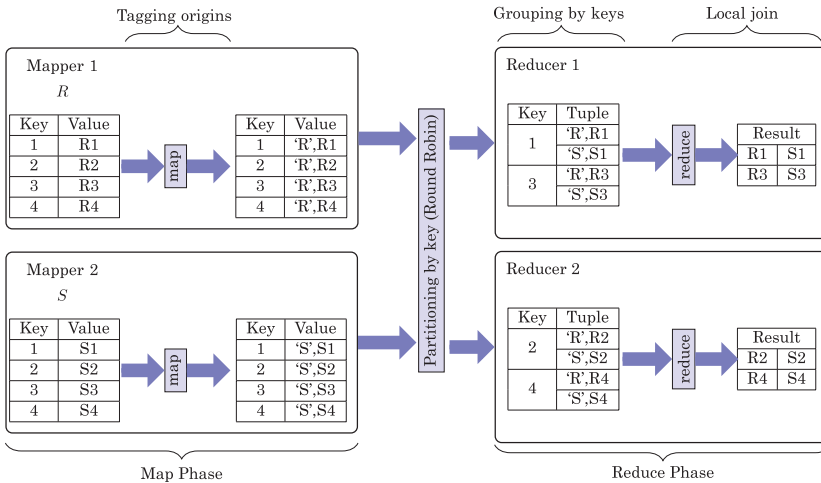 Tagging origins
Grouping by keys
Local join
Mapper 1
R
Key Value
1 R1
2 R2
3 R3
4 R4
map
Key Value
1 ‘R’,R1
2 ‘R’,R2
3 ‘R’,R3
4 ‘R’,R4
Mapper 2
S
Key Value
1 S1
2 S2
3 S3
4 S4
map
Key Value
1 ‘S’,S1
2 ‘S’,S2
3 ‘S’,S3
4 ‘S’,S4
Map Phase
Partitioning by key (Round Robin)
Reducer 1
Key Tuple
1 ‘R’,R1
‘S’,S1
3 ‘R’,R3
‘S’,S3
reduce
Result
R1 S1
R3 S3
Reducer 2
Key Tuple
2 ‘R’,R2
‘S’,S2
4 ‘R’,R4
‘S’,S4
reduce
Result
R2 S2
R4 S4
Reduce Phase